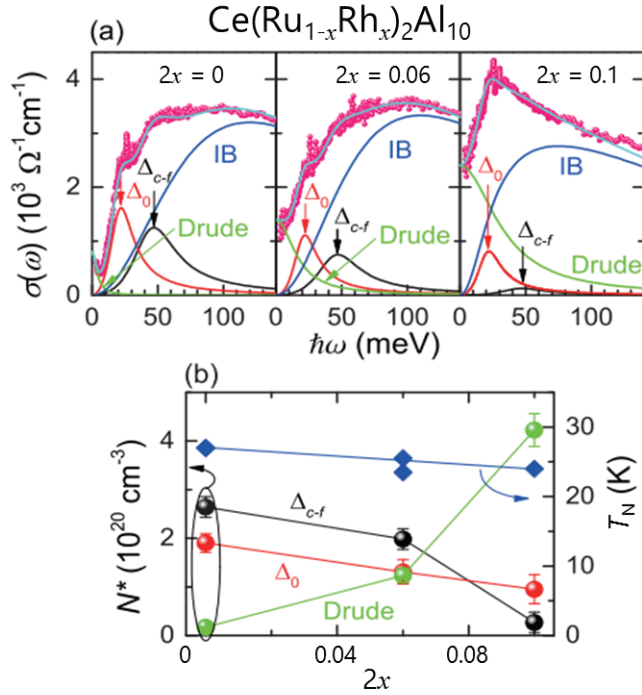 Ce(Ru₁₋ₓRhₓ)₂Al₁₀
(a)
2x = 0
2x = 0.06
2x = 0.1
σ(ω) (10³ Ω⁻¹cm⁻¹)
4
2
0
IB
Δ₀
Δc-f
Drude
IB
Δ₀
Δc-f
Drude
IB
Δ₀
Δc-f
Drude
0 50 100 0 50 100 0 50 100
ħω (meV)
(b)
N* (10²⁰ cm⁻³)
4
2
0
Δc-f
Δ₀
Drude
30
20
10
0
T_N (K)
0 0.04 0.08
2x